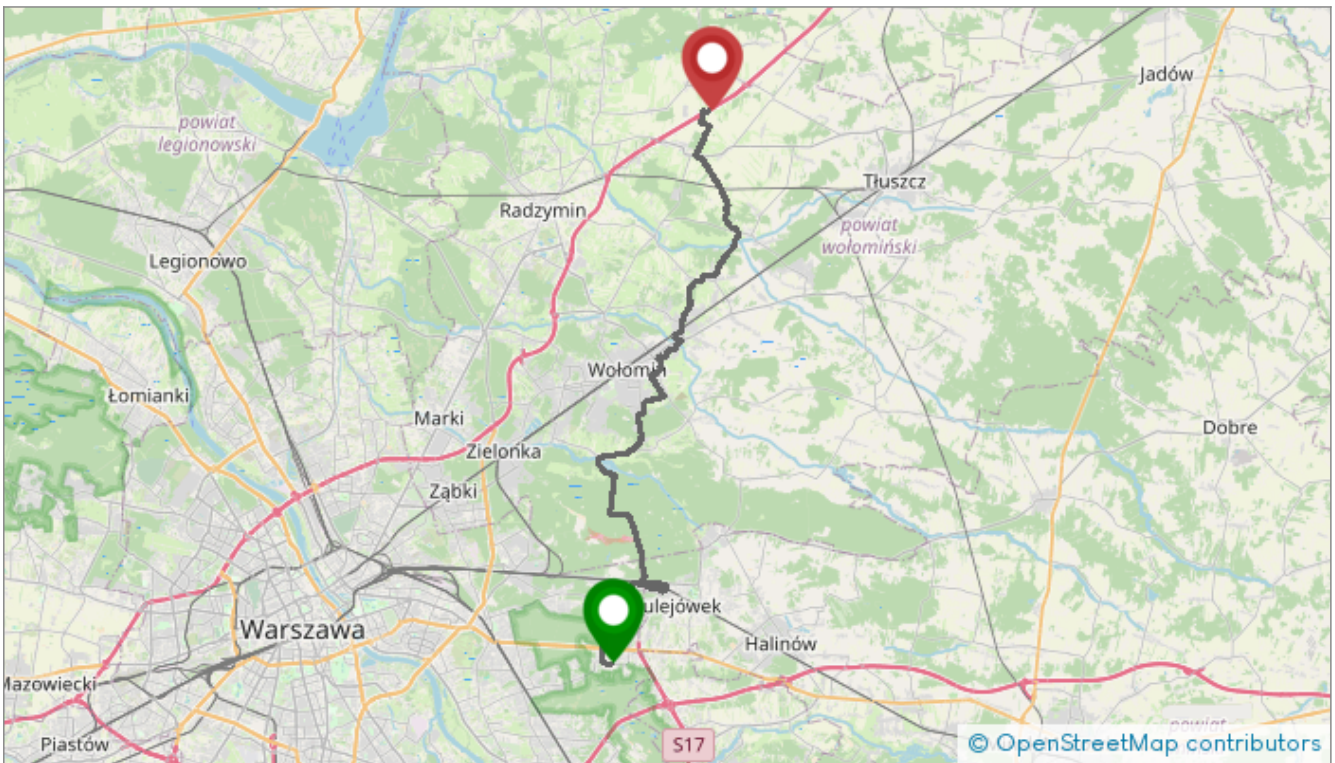 Jadów
powiat
legionowski
Tłuszcz
Radzymin
powiat
wołomiński
Legionowo
Wołomin
Łomianki
Marki
Dobre
Zielonka
Ząbki
ulejówek
Warszawa
Halinów
Mazowiecki
powiat
Piastów
S17
© OpenStreetMap contributors